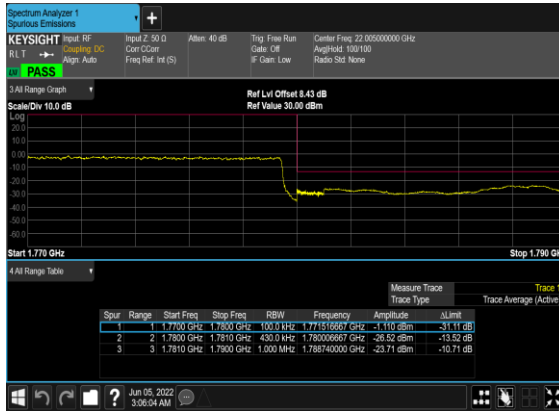 Spectrum Analyzer 1
Spurious Emissions
KEYSIGHT Input: RF Input Z: 50 Ω Atten: 40 dB Trig: Free Run Center Freq: 22.005000000 GHz
R L T Coupling: DC Corr CCorr Gate: Off Avg|Hold: 100/100
Align: Auto Freq Ref: Int (S) IF Gain: Low Radio Std: None
PASS
3 All Range Graph
Ref Lvl Offset 8.43 dB
Scale/Div 10.0 dB Ref Value 30.00 dBm
Log
20.0
10.0
0.00
-10.0
-20.0
-30.0
-40.0
-50.0
-60.0
Start 1.770 GHz Stop 1.790 GH
4 All Range Table
Measure Trace Trace 1
Trace Type Trace Average (Active
Spur Range Start Freq Stop Freq RBW Frequency Amplitude ΔLimit
1 1 1.7700 GHz 1.7800 GHz 100.0 kHz 1.771516667 GHz -1.110 dBm -31.11 dB
2 2 1.7800 GHz 1.7810 GHz 430.0 kHz 1.780006667 GHz -26.52 dBm -13.52 dB
3 3 1.7810 GHz 1.7900 GHz 1.000 MHz 1.788740000 GHz -23.71 dBm -10.71 dB
? Jun 05, 2022
3:06:04 AM